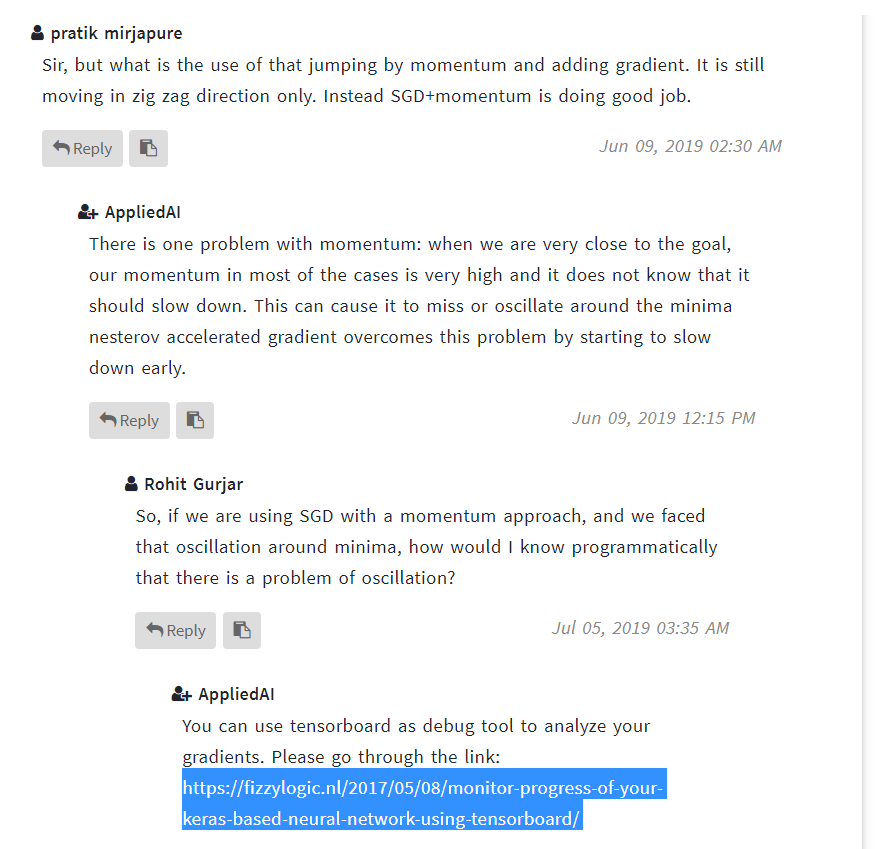 pratik mirjapure
Sir, but what is the use of that jumping by momentum and adding gradient. It is still
moving in zig zag direction only. Instead SGD+momentum is doing good job.
Reply
Jun 09, 2019 02:30 AM
AppliedAI
There is one problem with momentum: when we are very close to the goal,
our momentum in most of the cases is very high and it does not know that it
should slow down. This can cause it to miss or oscillate around the minima
nesterov accelerated gradient overcomes this problem by starting to slow
down early.
Reply
Jun 09, 2019 12:15 PM
Rohit Gurjar
So, if we are using SGD with a momentum approach, and we faced
that oscillation around minima, how would I know programmatically
that there is a problem of oscillation?
Reply
Jul 05, 2019 03:35 AM
AppliedAI
You can use tensorboard as debug tool to analyze your
gradients. Please go through the link:
https://fizzylogic.nl/2017/05/08/monitor-progress-of-your-
keras-based-neural-network-using-tensorboard/